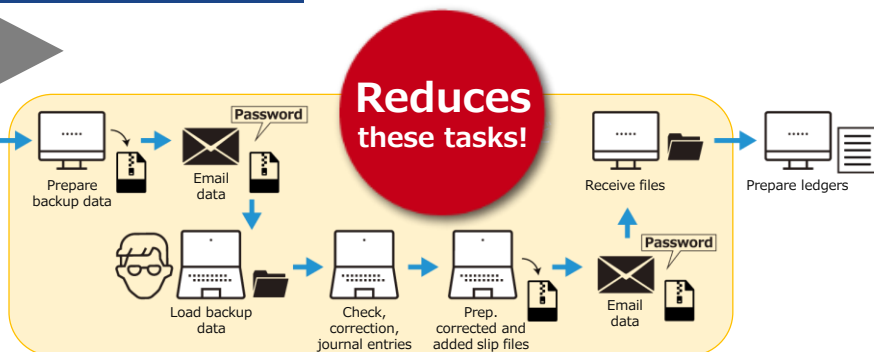 Reduces
these tasks!
Password
Prepare
backup data
Email
data
Receive files
Prepare ledgers
Password
Load backup
data
Check,
correction,
journal entries
Prep.
corrected and
added slip files
Email
data